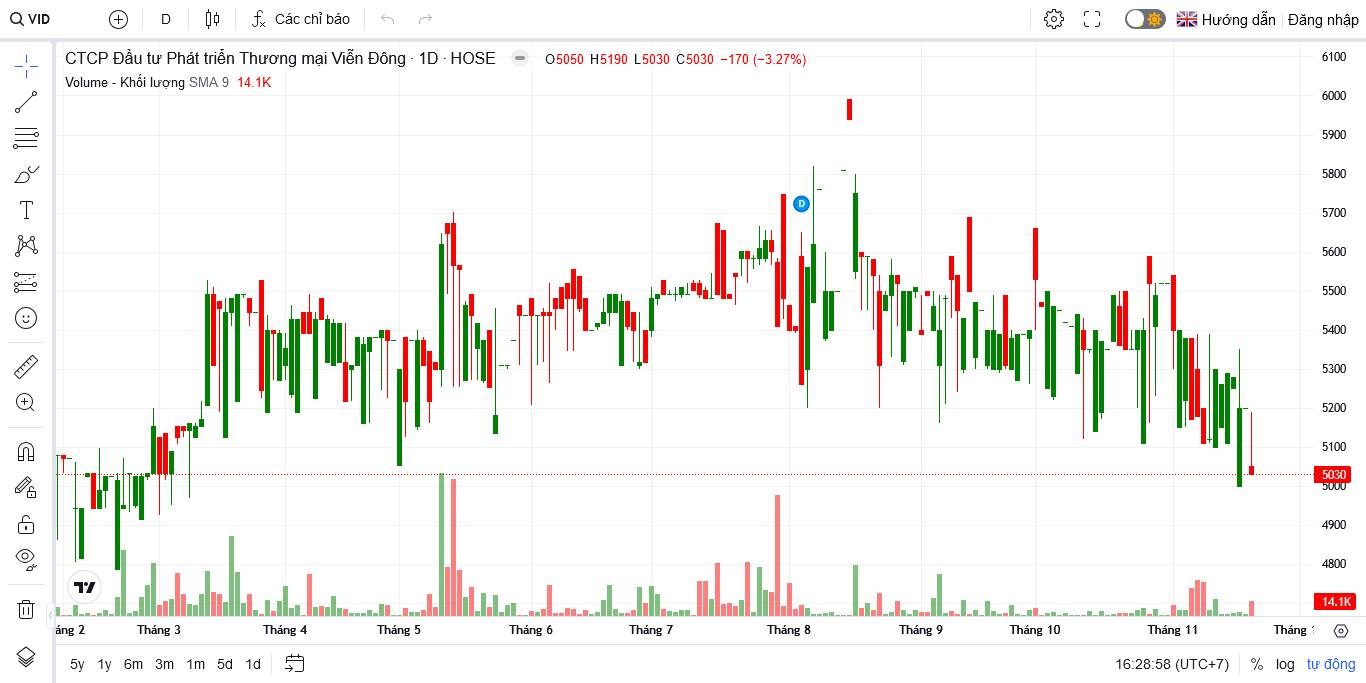 VID D Các chỉ báo Hướng dẫn Đăng nhập
CTCP Đầu tư Phát triển Thương mại Viễn Đông · 1D · HOSE O5050 H5190 L5030 C5030 −170 (−3.27%)
Volume - Khối lượng SMA 9 14.1K
6100
6000
5900
5800
5700
D
5600
5500
5400
5300
5200
5100
5030
5000
4900
4800
14.1K
áng 2 Tháng 3 Tháng 4 Tháng 5 Tháng 6 Tháng 7 Tháng 8 Tháng 9 Tháng 10 Tháng 11 Tháng 1
5y 1y 6m 3m 1m 5d 1d 16:28:58 (UTC+7) % log tự động